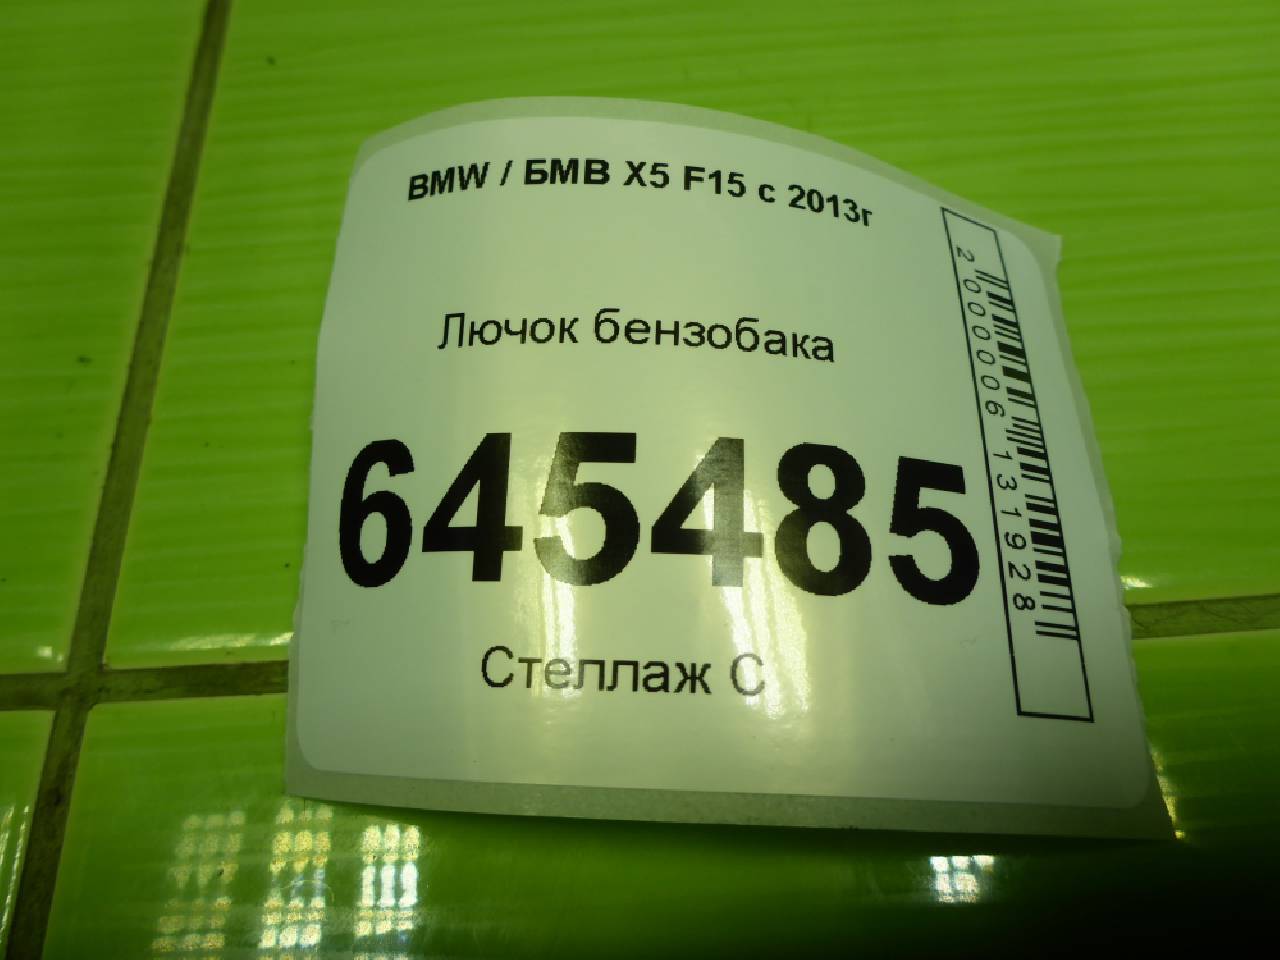 BMW / БМВ X5 F15 с 2013г
Лючок бензобака
645485
Стеллаж С
2000006131928